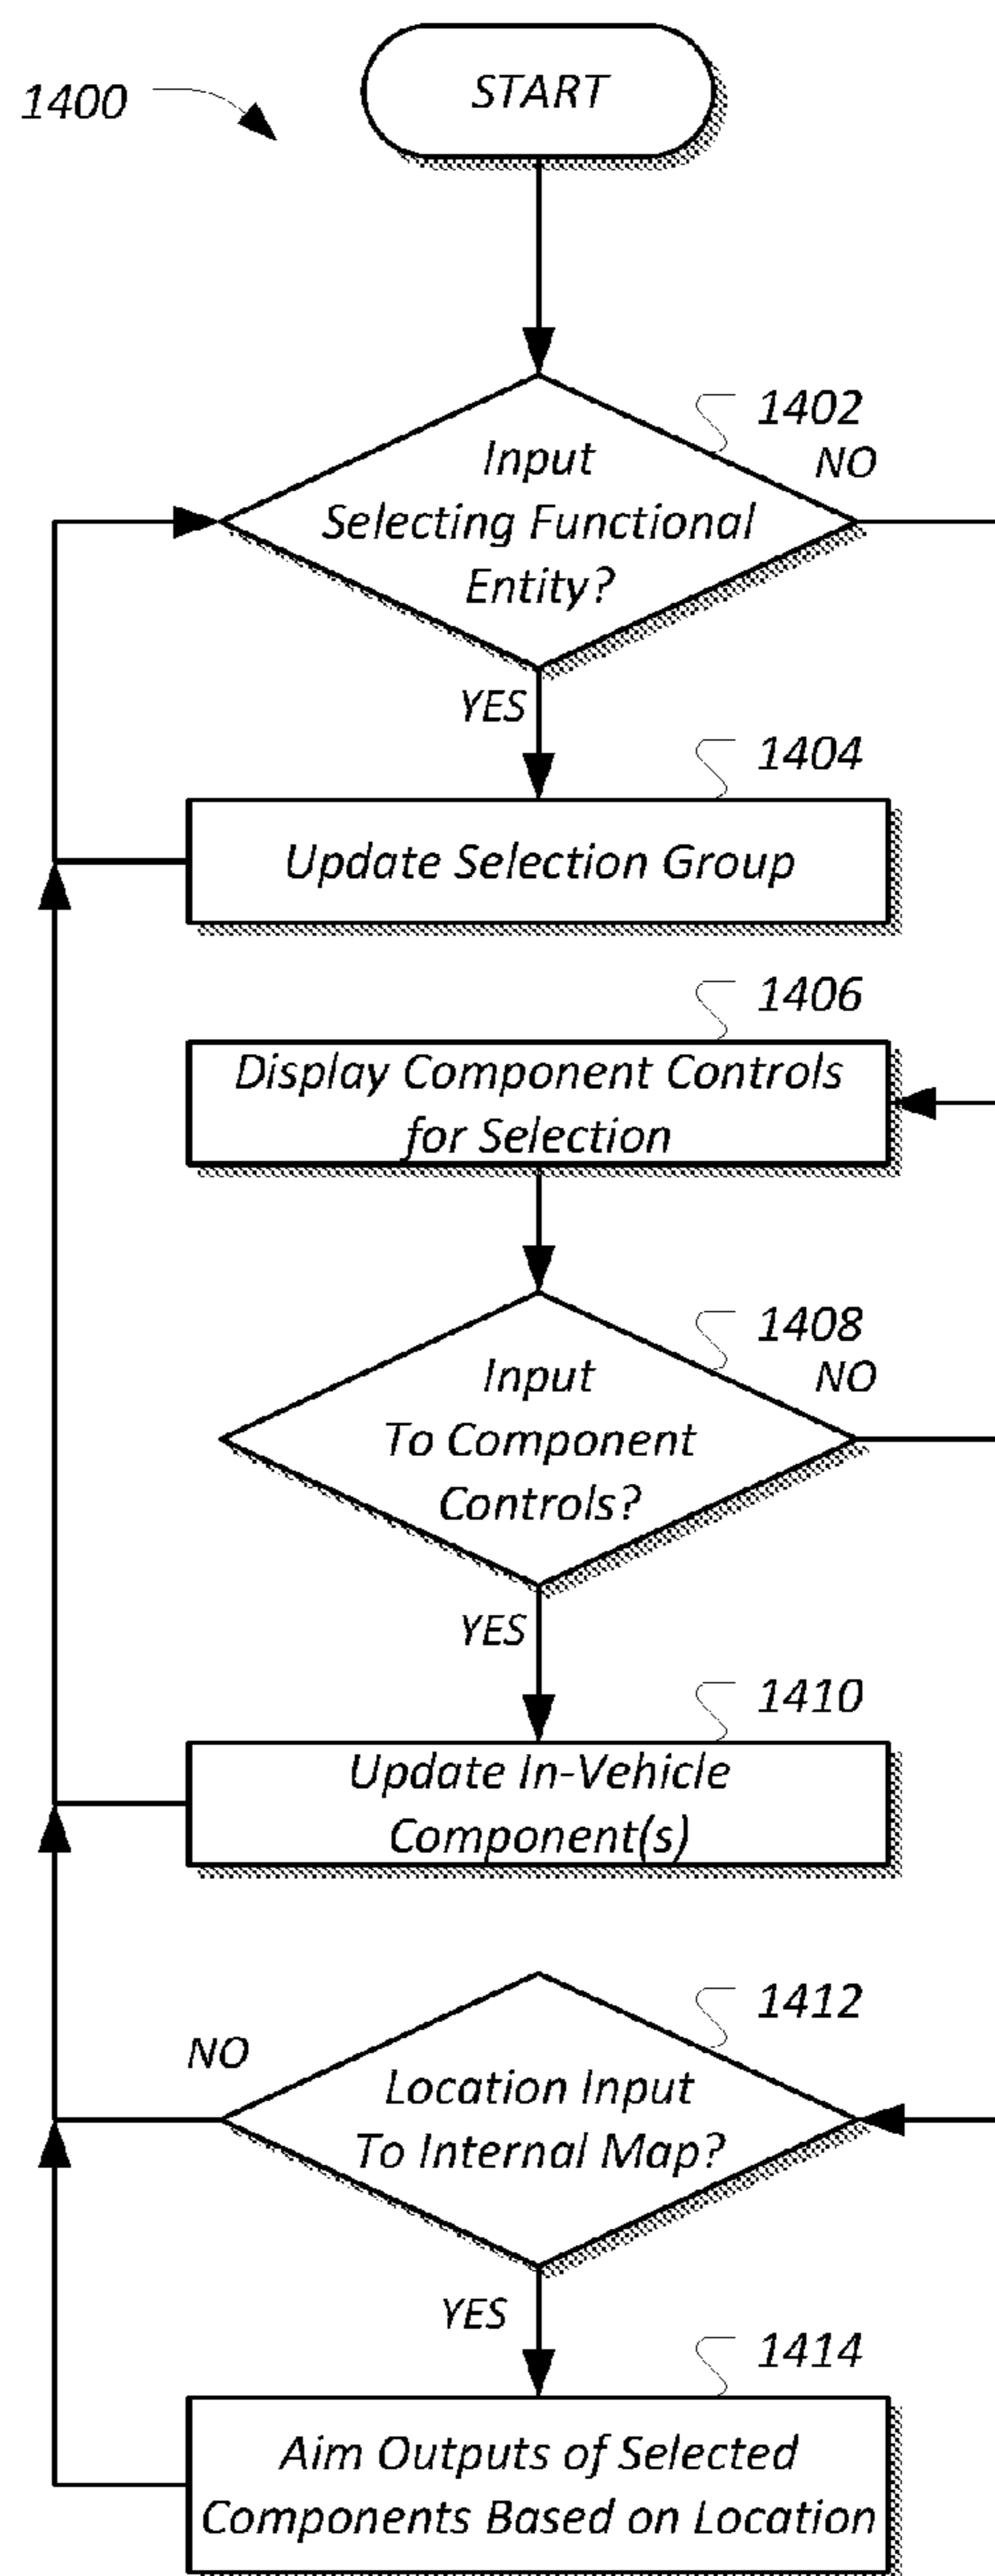 1400
START
1402
NO
Input
Selecting Functional
Entity?
YES
1404
Update Selection Group
1406
Display Component Controls
for Selection
1408
NO
Input
To Component
Controls?
YES
1410
Update In-Vehicle
Component(s)
1412
NO
Location Input
To Internal Map?
YES
1414
Aim Outputs of Selected
Components Based on Location